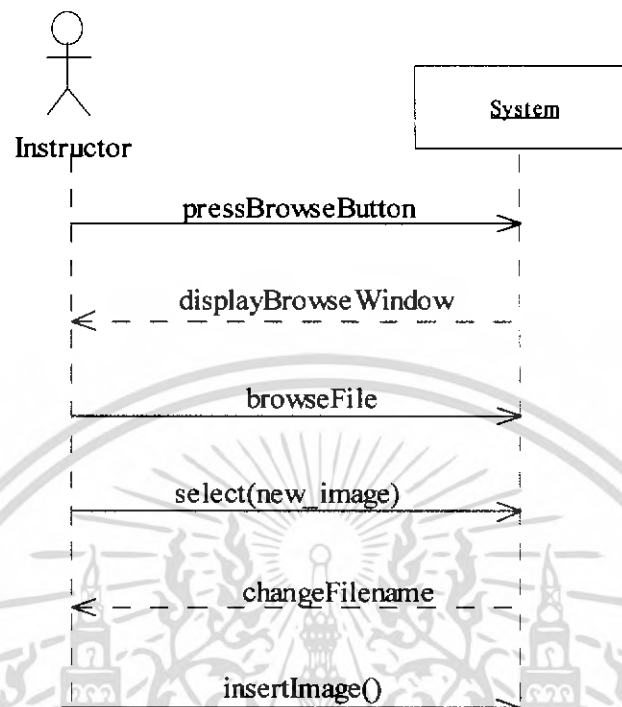 Instructor
System
pressBrowseButton
displayBrowseWindow
browseFile
select(new_image)
changeFilename
insertImage()